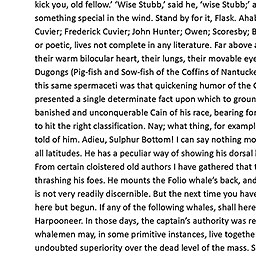 kick you, old fellow.’ ‘Wise Stubb,’ said he, ‘wise Stubb;’ a
something special in the wind. Stand by for it, Flask. Ahab
Cuvier; Frederick Cuvier; John Hunter; Owen; Scoresby; B
or poetic, lives not complete in any literature. Far above a
their warm bilocular heart, their lungs, their movable eye
Dugongs (Pig-fish and Sow-fish of the Coffins of Nantucke
this same spermaceti was that quickening humor of the G
presented a single determinate fact upon which to groun
banished and unconquerable Cain of his race, bearing for
to hit the right classification. Nay; what thing, for exampl
told of him. Adieu, Sulphur Bottom! I can say nothing mo
all latitudes. He has a peculiar way of showing his dorsal
From certain cloistered old authors I have gathered that t
thrashing his foes. He mounts the Folio whale’s back, and
is not very readily discernible. But the next time you have
here but begun. If any of the following whales, shall here
Harpooneer. In those days, the captain’s authority was re
whalemen may, in some primitive instances, live togethe
undoubted superiority over the dead level of the mass. S